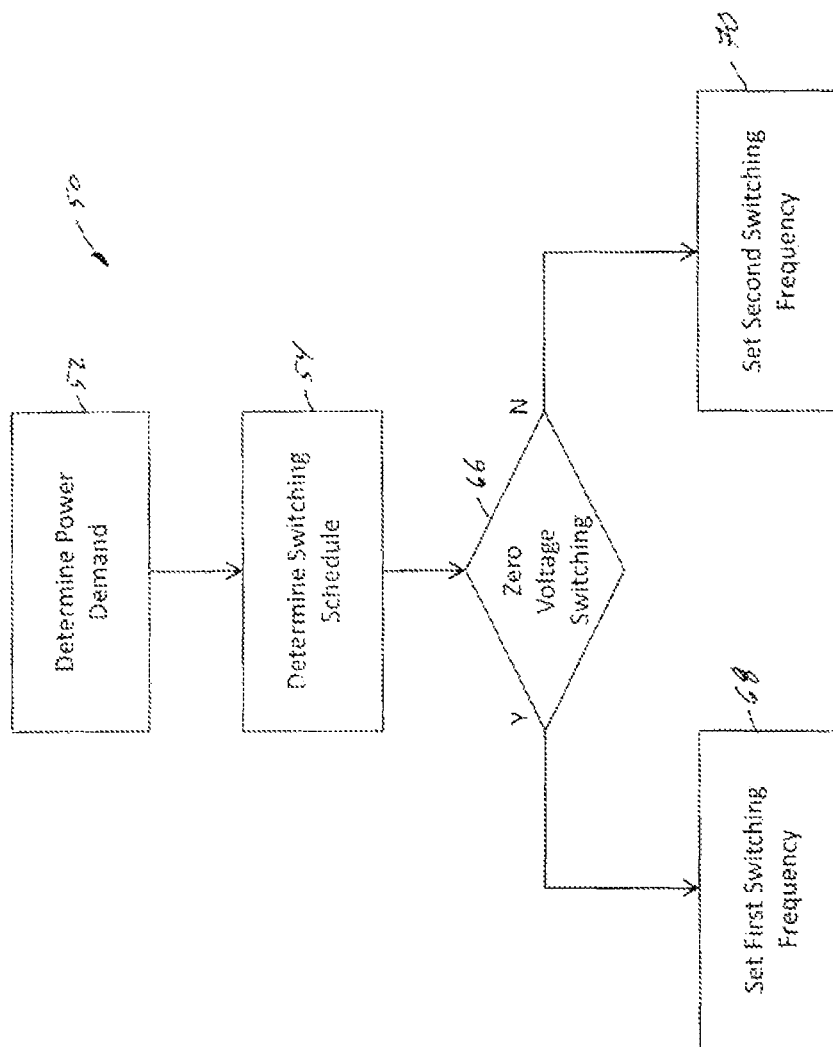 50
52
Determine Power
Demand
54
Determine Switching
Schedule
66
Zero
Voltage
Switching
Y
N
68
Set First Switching
Frequency
70
Set Second Switching
Frequency